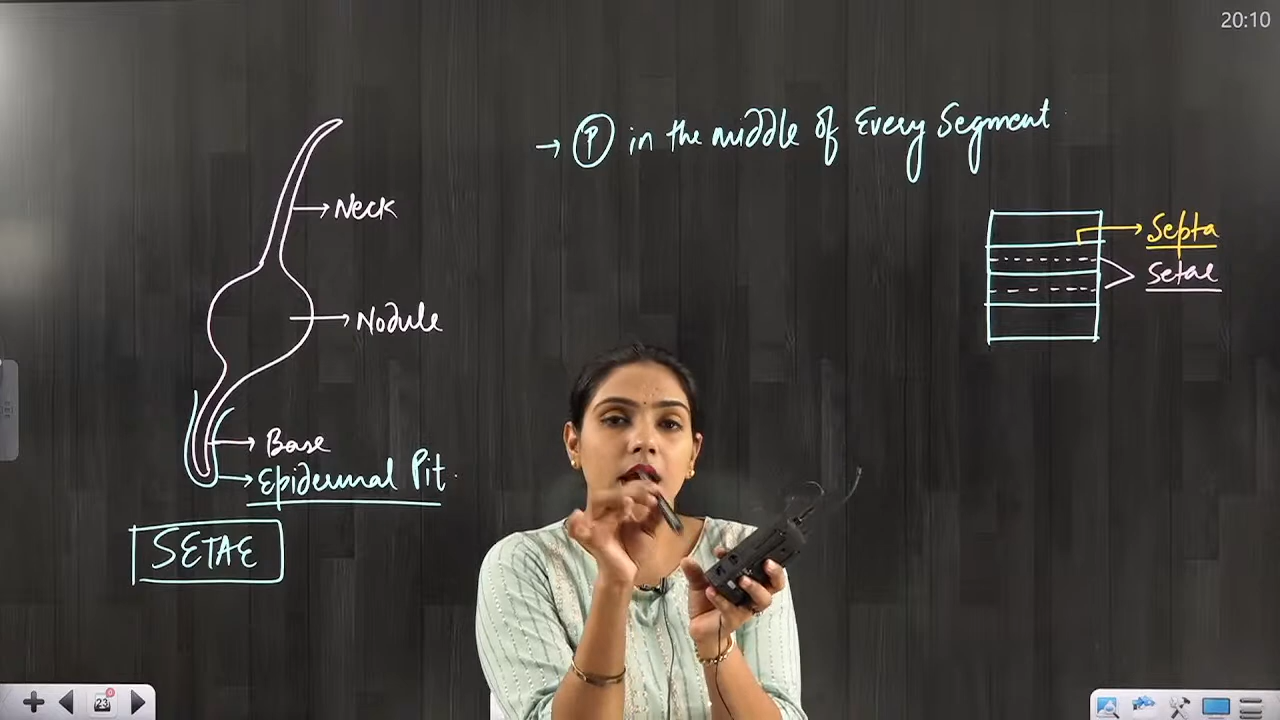 20:10
→ (P) in the middle of Every Segment
Neck
Septa
Setae
Nodule
Base
Epidermal Pit.
SETAE
23